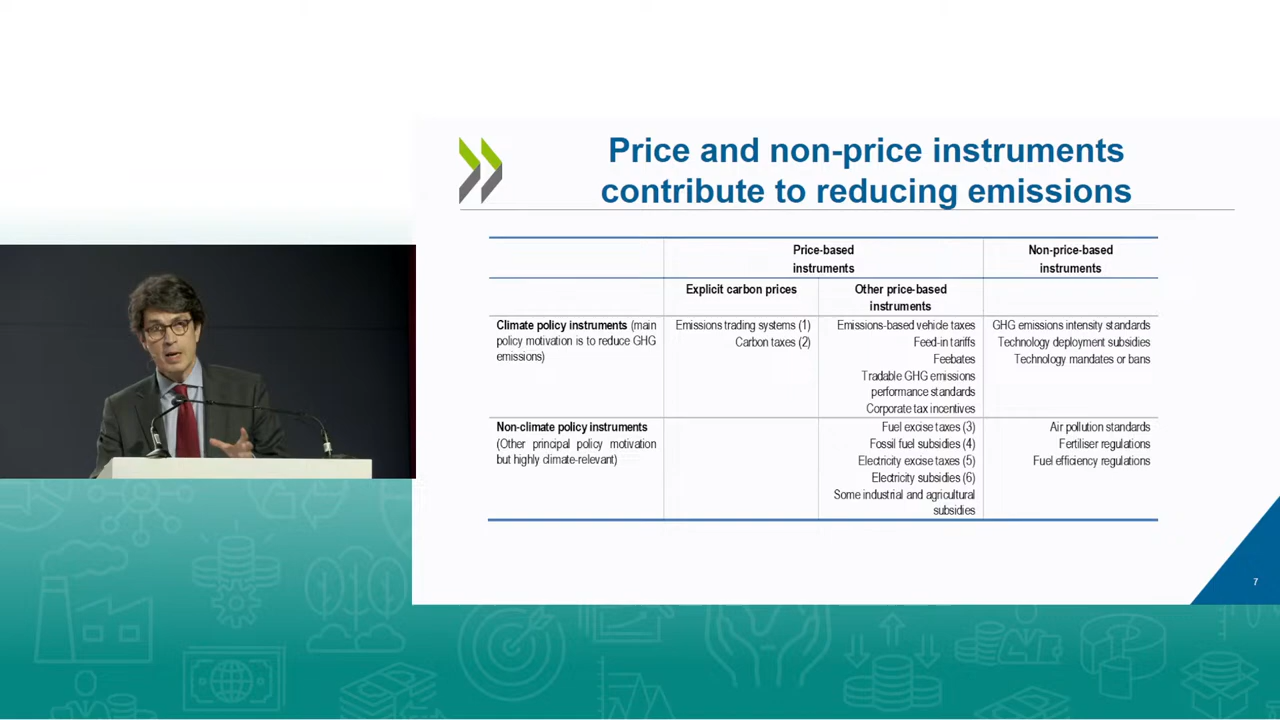 Price and non-price instruments
contribute to reducing emissions
Price-based
instruments
Non-price-based
instruments
Explicit carbon prices
Other price-based
instruments
Climate policy instruments (main
policy motivation is to reduce GHG
emissions)
Emissions trading systems (1)
Carbon taxes (2)
Emissions-based vehicle taxes
Feed-in tariffs
Feebates
Tradable GHG emissions
performance standards
Corporate tax incentives
GHG emissions intensity standards
Technology deployment subsidies
Technology mandates or bans
Non-climate policy instruments
(Other principal policy motivation
but highly climate-relevant)
Fuel excise taxes (3)
Fossil fuel subsidies (4)
Electricity excise taxes (5)
Electricity subsidies (6)
Some industrial and agricultural
subsidies
Air pollution standards
Fertiliser regulations
Fuel efficiency regulations
7